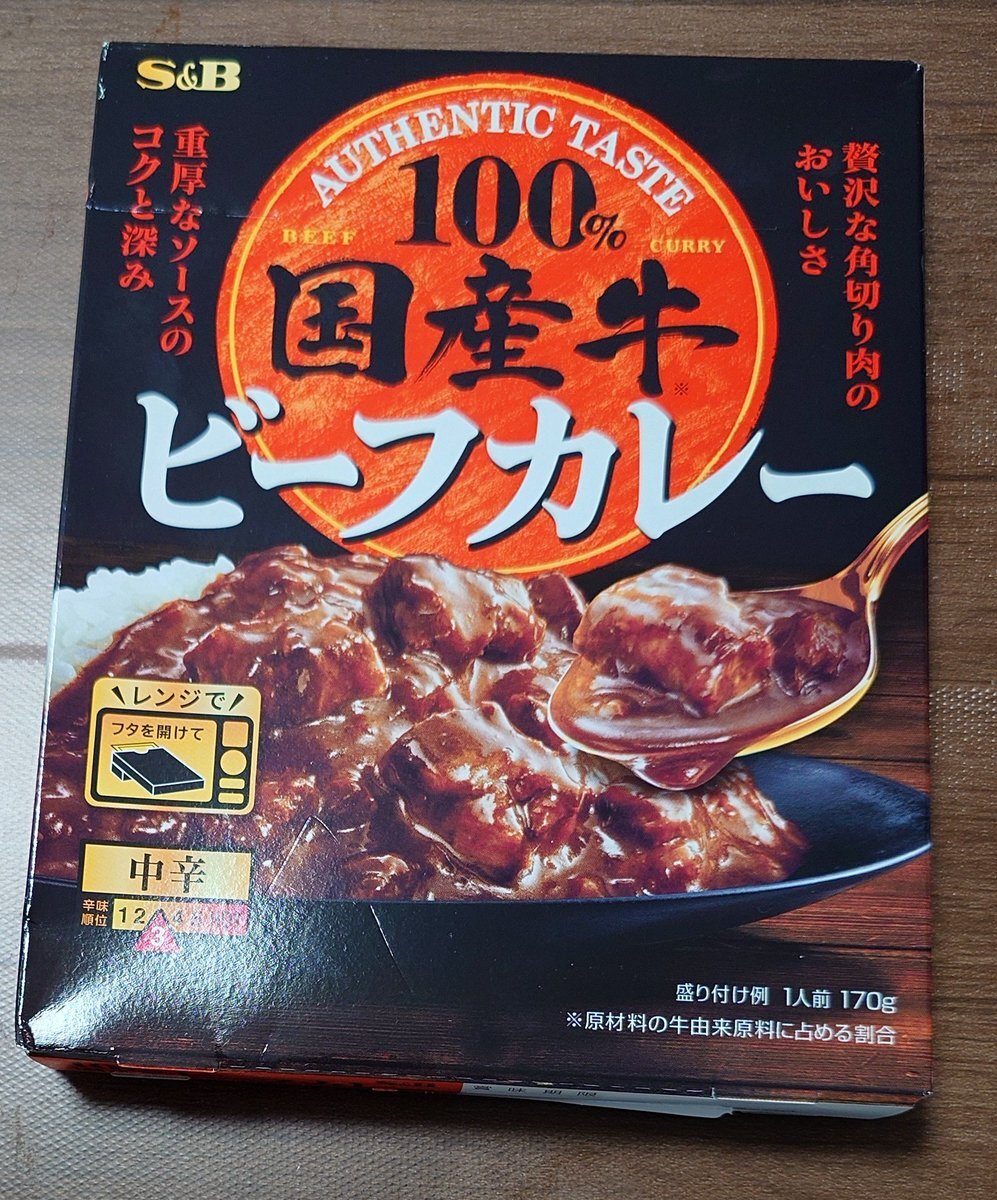 S&B
AUTHENTIC TASTE
100%
BEEF
CURRY
国産牛※
ビーフカレー
贅沢な角切り肉の
おいしさ
重厚なソースの
コクと深み
レンジで
フタを開けて
中辛
辛味
順位
1 2 3 4
盛り付け例 1人前 170g
※原材料の牛由来原料に占める割合
賞味期限